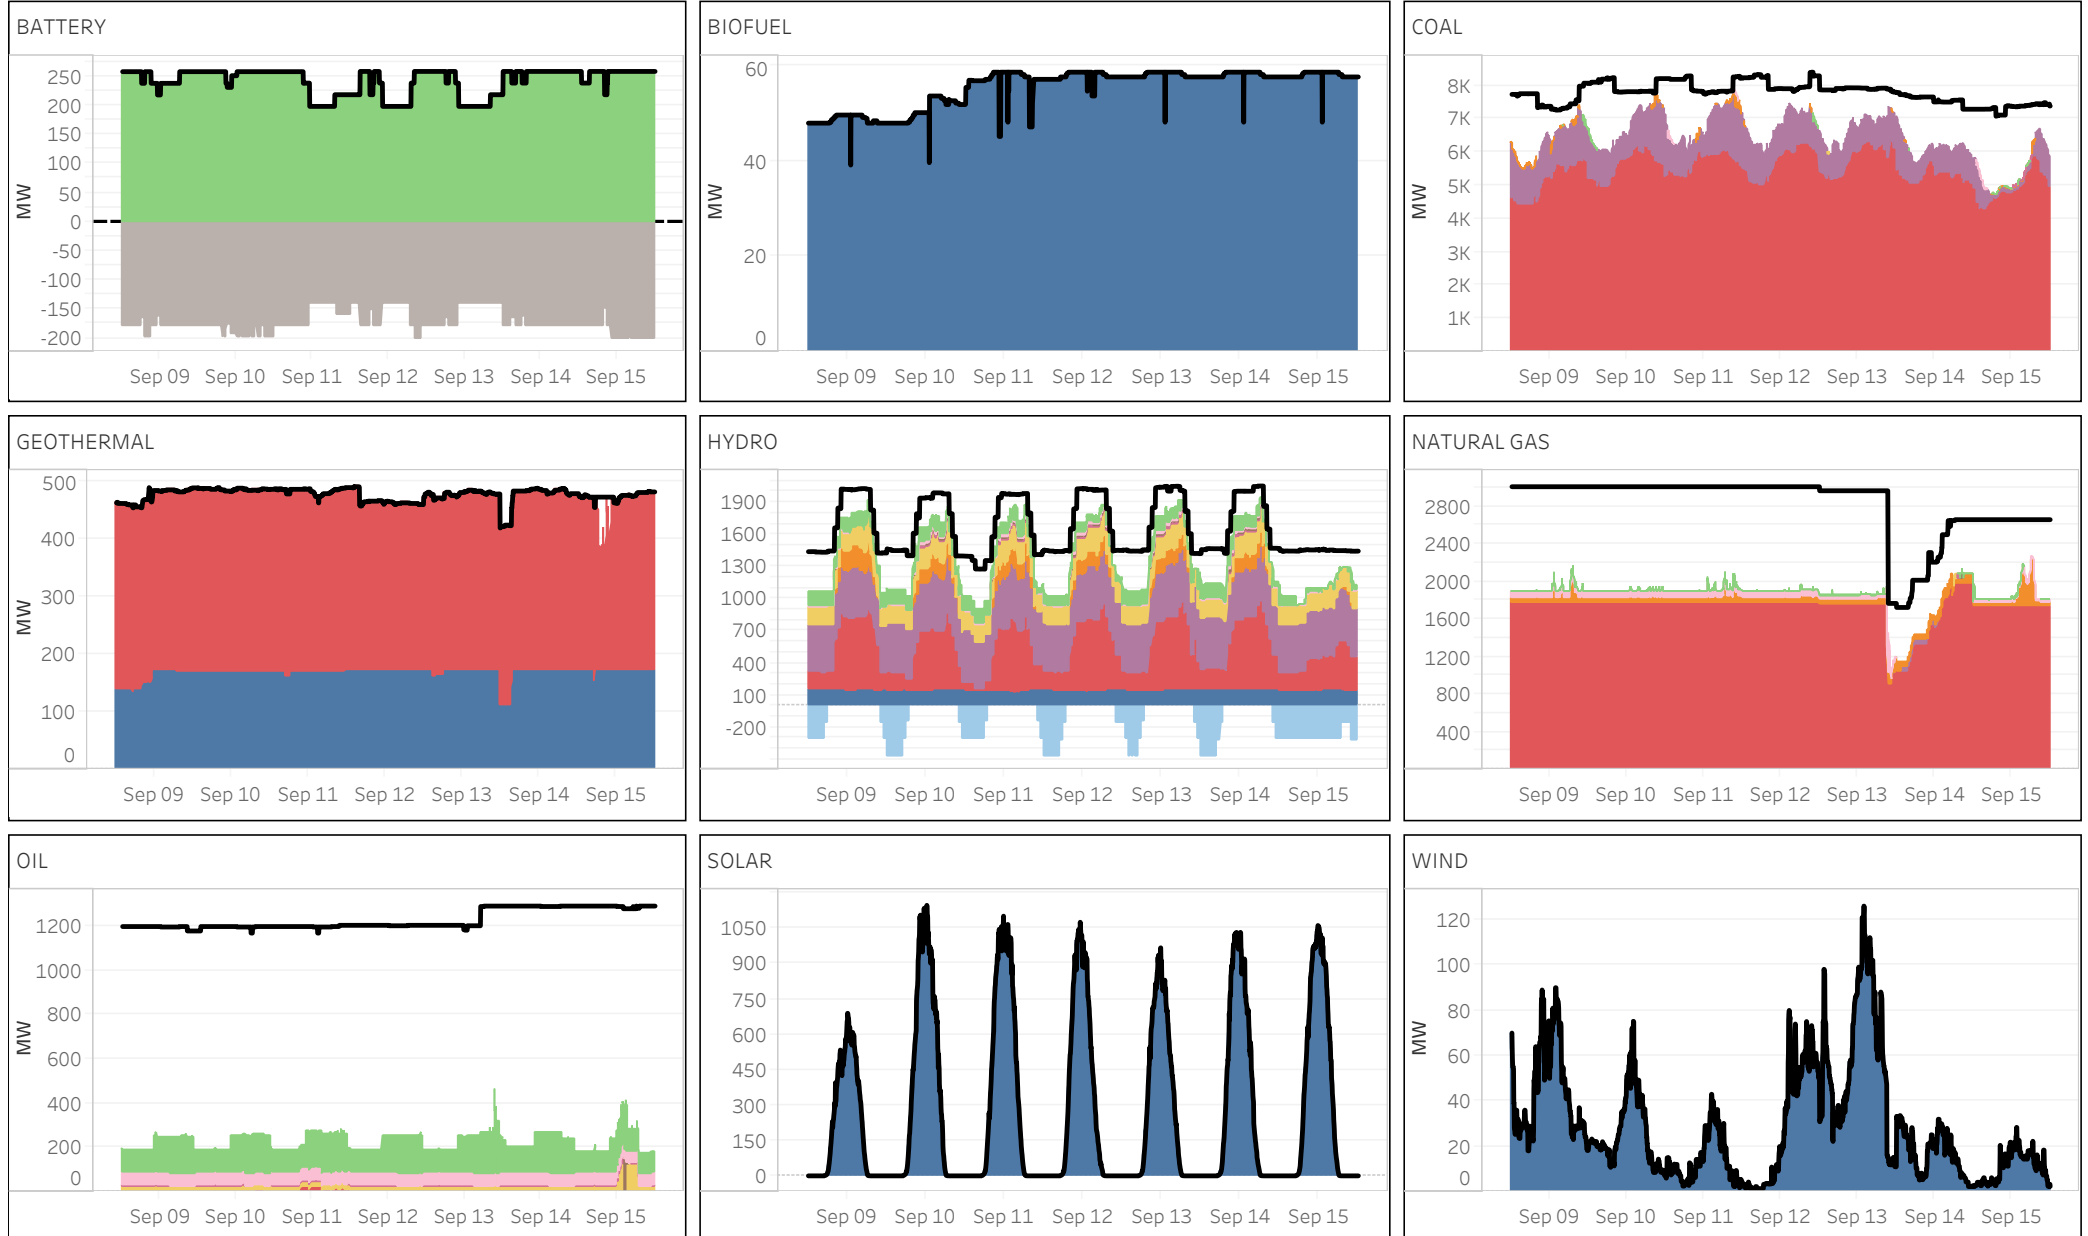 BATTERY
BIOFUEL
COAL
250
200
150
100
50
0
-50
-100
-150
-200
MW
Sep 09 Sep 10 Sep 11 Sep 12 Sep 13 Sep 14 Sep 15
60
40
20
0
MW
Sep 09 Sep 10 Sep 11 Sep 12 Sep 13 Sep 14 Sep 15
8K
7K
6K
5K
4K
3K
2K
1K
MW
Sep 09 Sep 10 Sep 11 Sep 12 Sep 13 Sep 14 Sep 15
GEOTHERMAL
HYDRO
NATURAL GAS
500
400
300
200
100
0
MW
Sep 09 Sep 10 Sep 11 Sep 12 Sep 13 Sep 14 Sep 15
1900
1600
1300
1000
700
400
100
-200
Sep 09 Sep 10 Sep 11 Sep 12 Sep 13 Sep 14 Sep 15
2800
2400
2000
1600
1200
800
400
Sep 09 Sep 10 Sep 11 Sep 12 Sep 13 Sep 14 Sep 15
OIL
SOLAR
WIND
1200
1000
800
600
400
200
0
MW
Sep 09 Sep 10 Sep 11 Sep 12 Sep 13 Sep 14 Sep 15
1050
900
750
600
450
300
150
0
Sep 09 Sep 10 Sep 11 Sep 12 Sep 13 Sep 14 Sep 15
120
100
80
60
40
20
0
MW
Sep 09 Sep 10 Sep 11 Sep 12 Sep 13 Sep 14 Sep 15